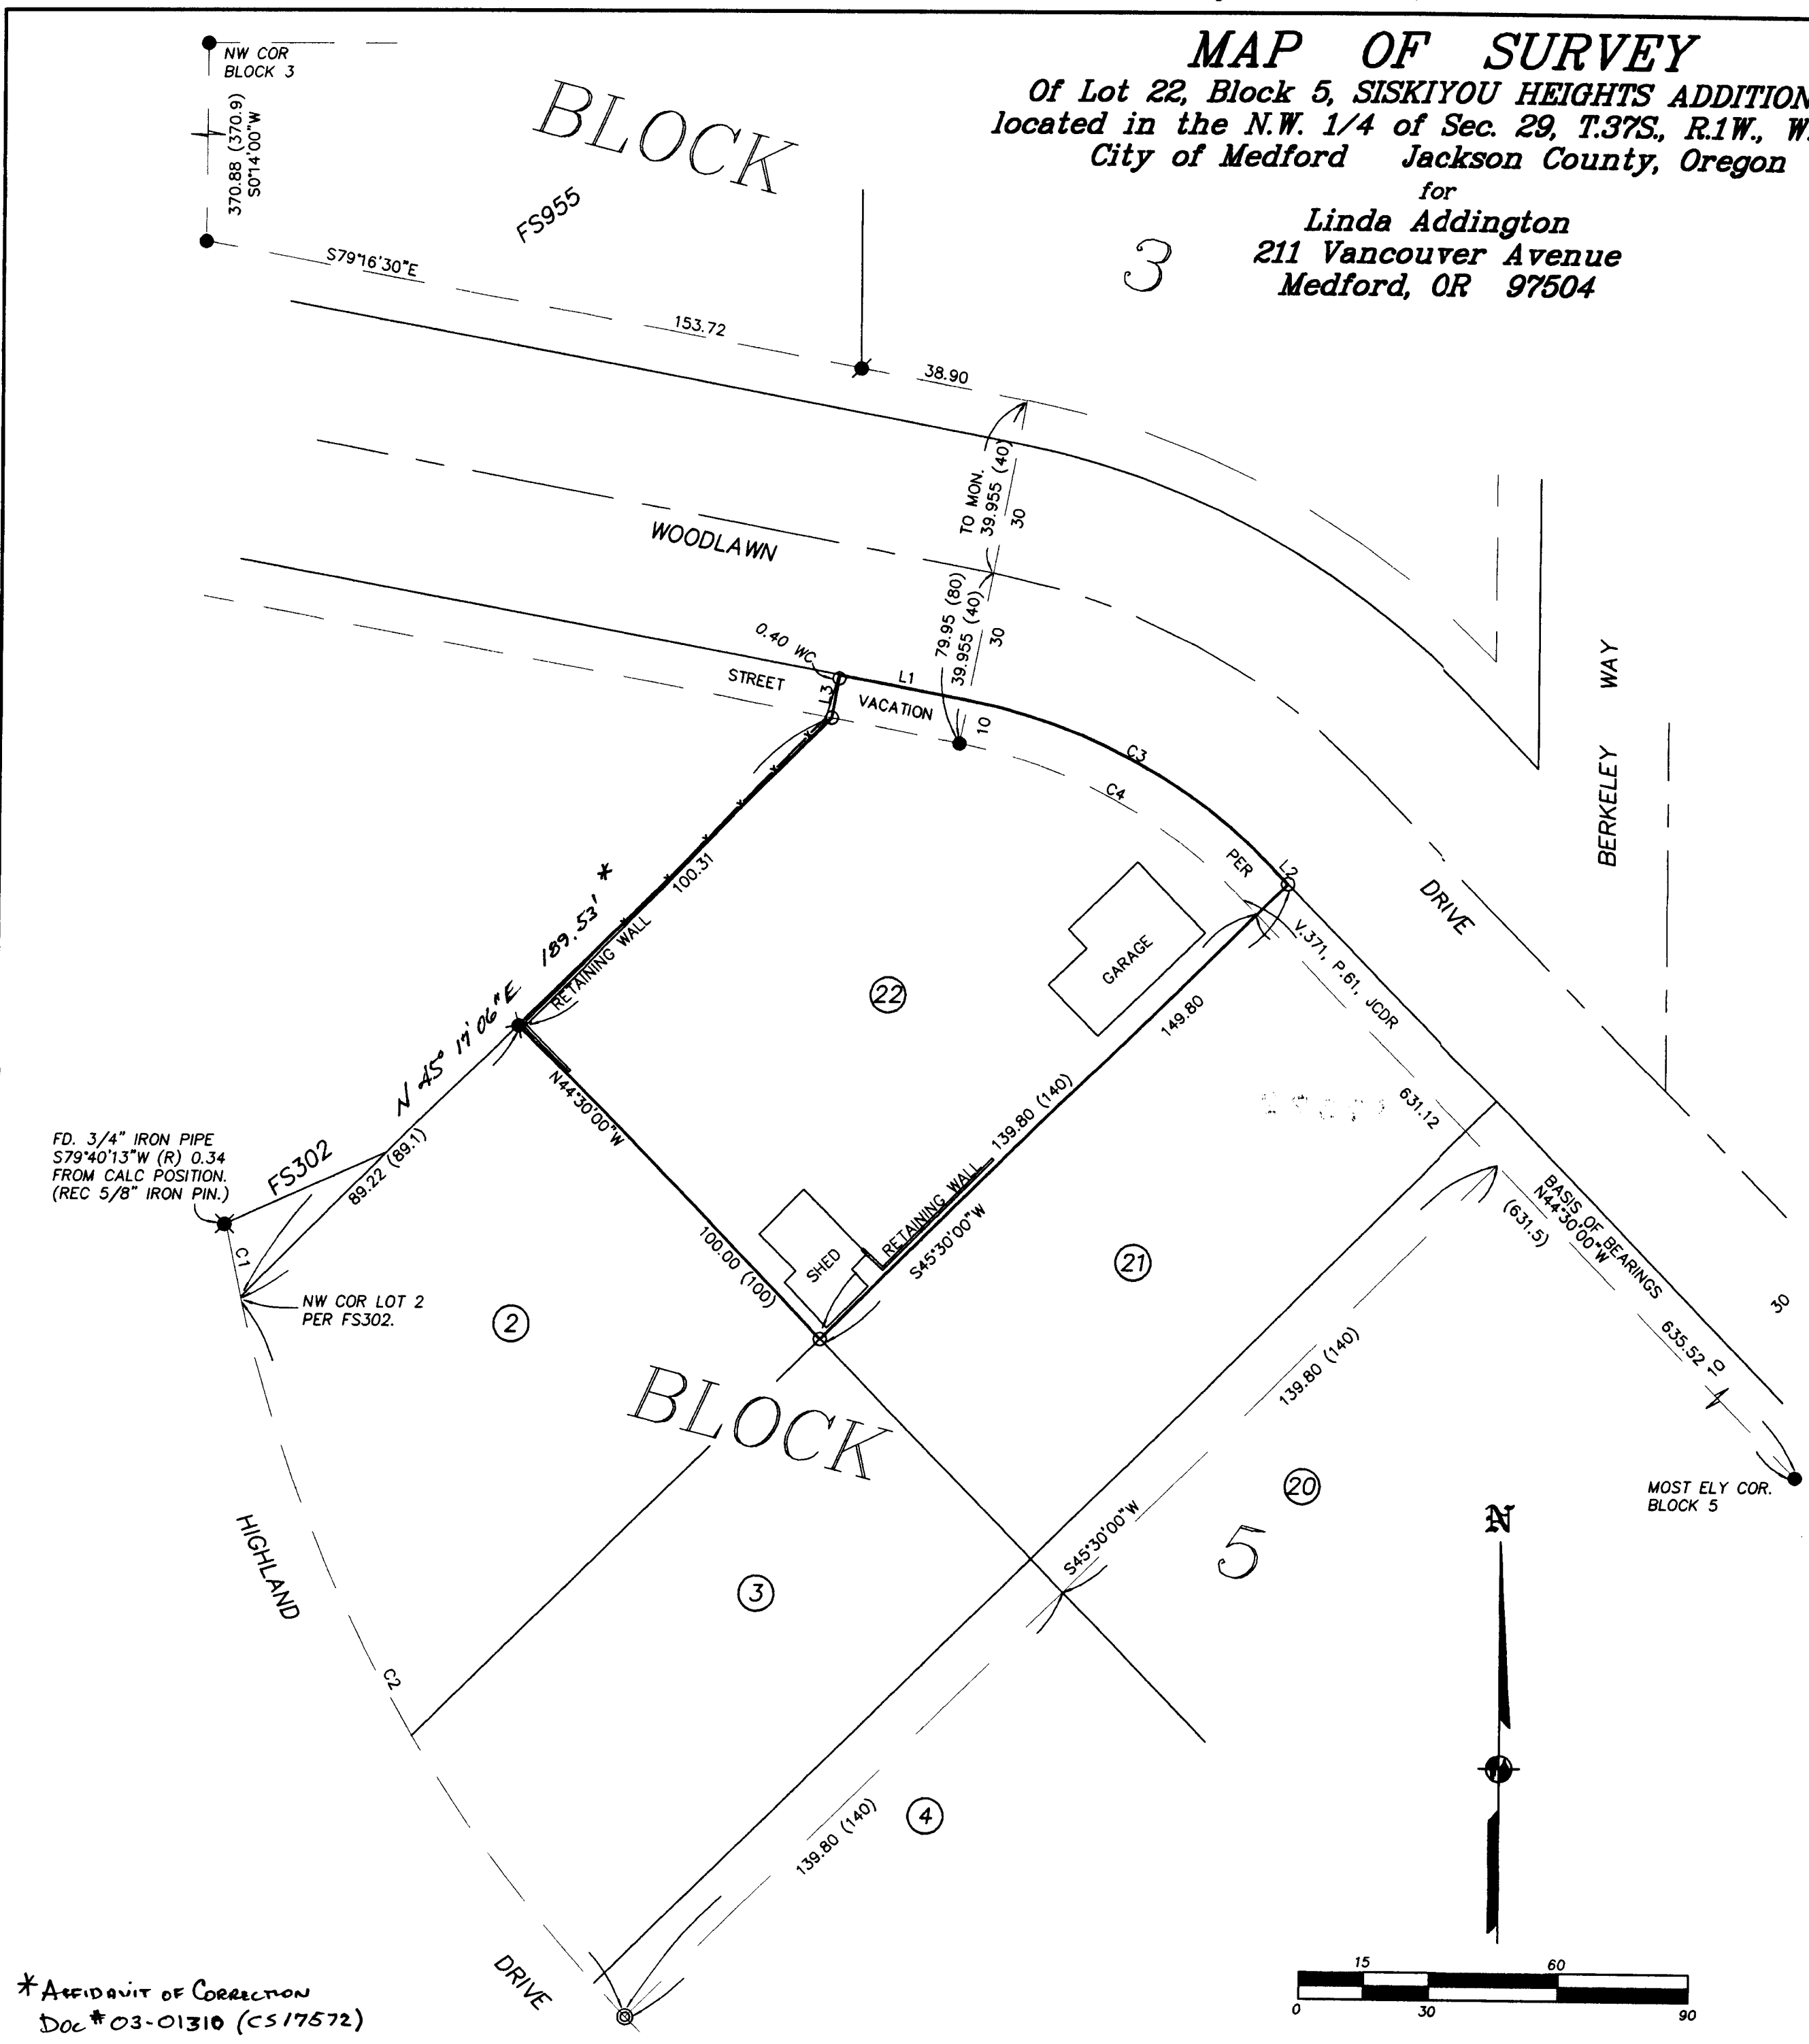 MAP OF SURVEY
Of Lot 22, Block 5, SISKIYOU HEIGHTS ADDITION
located in the N.W. 1/4 of Sec. 29, T.37S., R.1W., W.
City of Medford Jackson County, Oregon
for
Linda Addington
211 Vancouver Avenue
Medford, OR 97504
NW COR
BLOCK 3
370.88 (370.9)
S0°14'00"W
BLOCK
3
FS955
S79°16'30"E
153.72
38.90
TO MON.
39.955 (40)
30
WOODLAWN
79.95 (80)
39.955 (40)
30
0.40 WC
STREET
L3
L1
VACATION
10
C3
C4
PER
L2
V.371, P.61, JCDR
DRIVE
BERKELEY WAY
100.31
189.53' *
N 45° 17' 06" E
RETAINING WALL
22
GARAGE
149.80
139.80 (140)
631.12
N44°30'00"W
FD. 3/4" IRON PIPE
S79°40'13"W (R) 0.34
FROM CALC POSITION.
(REC 5/8" IRON PIN.)
FS302
89.22 (89.1)
C1
NW COR LOT 2
PER FS302.
2
100.00 (100)
SHED
RETAINING WALL
S45°30'00"W
21
BASIS OF BEARINGS
N44°30'00"W
(631.5)
635.52
30
10
139.80 (140)
BLOCK
5
20
MOST ELY COR.
BLOCK 5
S45°30'00"W
3
HIGHLAND
C2
4
139.80 (140)
DRIVE
N
15
60
0
30
90
* AFFIDAVIT OF CORRECTION
DOC # 03-01310 (CS 17572)